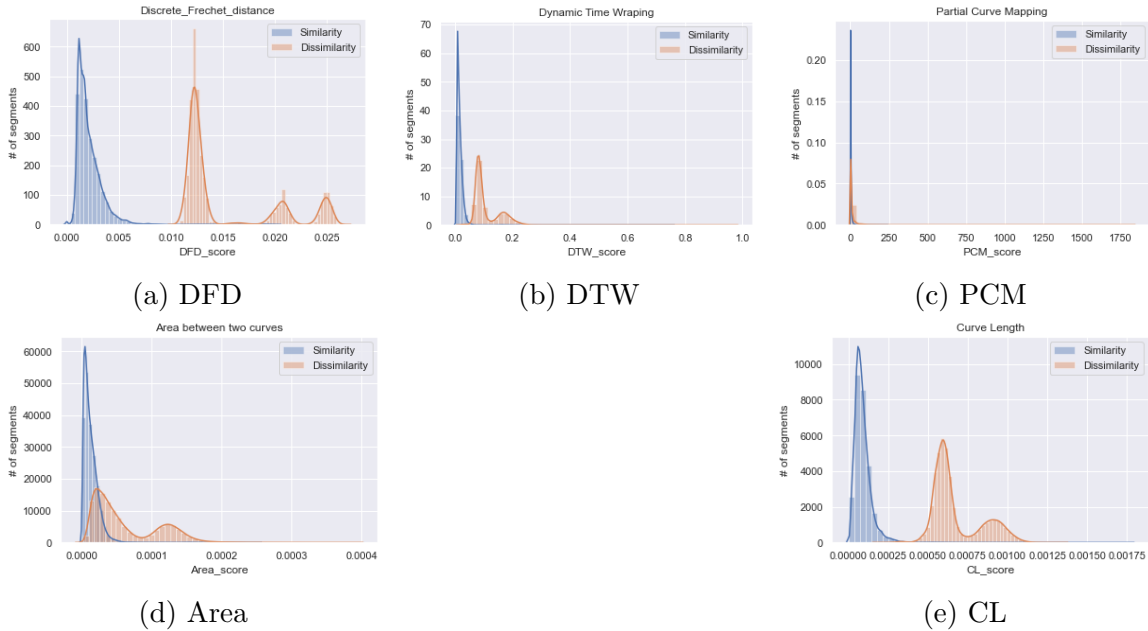 Discrete_Frechet_distance
# of segments
600
500
400
300
200
100
0
Similarity
Dissimilarity
0.000 0.005 0.010 0.015 0.020 0.025
DFD_score
(a) DFD
Dynamic Time Wraping
# of segments
70
60
50
40
30
20
10
0
Similarity
Dissimilarity
0.0 0.2 0.4 0.6 0.8 1.0
DTW_score
(b) DTW
Partial Curve Mapping
# of segments
0.20
0.15
0.10
0.05
0.00
Similarity
Dissimilarity
0 250 500 750 1000 1250 1500 1750
PCM_score
(c) PCM
Area between two curves
# of segments
60000
50000
40000
30000
20000
10000
0
Similarity
Dissimilarity
0.0000 0.0001 0.0002 0.0003 0.0004
Area_score
(d) Area
Curve Length
# of segments
10000
8000
6000
4000
2000
0
Similarity
Dissimilarity
0.00000 0.00025 0.00050 0.00075 0.00100 0.00125 0.00150 0.00175
CL_score
(e) CL